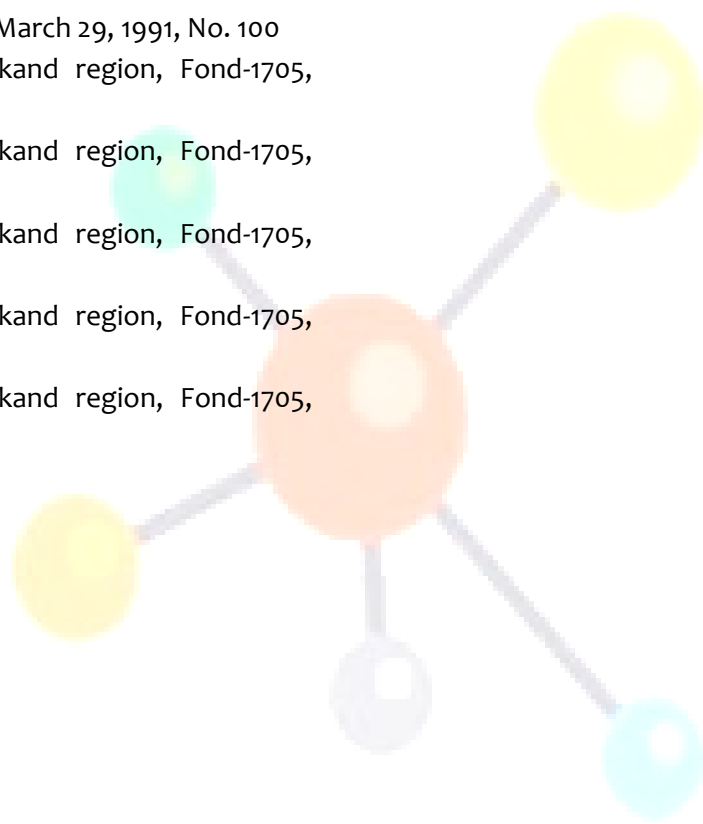 March 29, 1991, No. 100
kand region, Fond-1705,
kand region, Fond-1705,
kand region, Fond-1705,
kand region, Fond-1705,
kand region, Fond-1705,